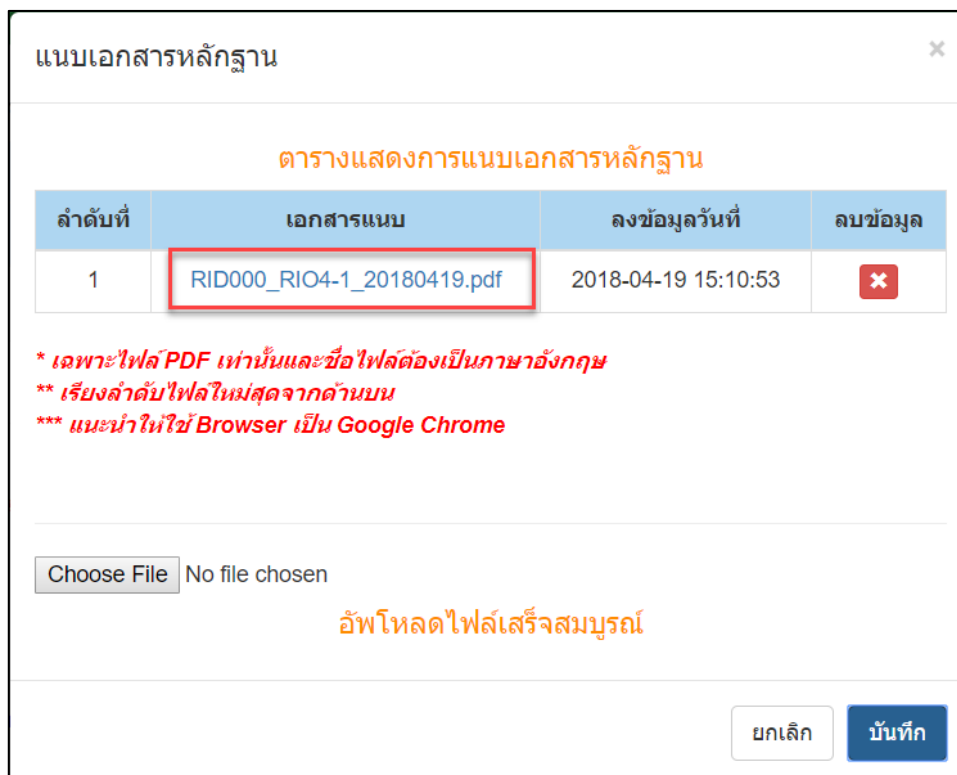 แนบเอกสารหลักฐาน ×
ตารางแสดงการแนบเอกสารหลักฐาน
ลำดับที่ เอกสารแนบ ลงข้อมูลวันที่ ลบข้อมูล
1 RID000_RIO4-1_20180419.pdf 2018-04-19 15:10:53
* เฉพาะไฟล์ PDF เท่านั้นและชื่อไฟล์ต้องเป็นภาษาอังกฤษ
** เรียงลำดับไฟล์ใหม่สุดจากด้านบน
*** แนะนำให้ใช้ Browser เป็น Google Chrome
Choose File No file chosen
อัพโหลดไฟล์เสร็จสมบูรณ์
ยกเลิก บันทึก